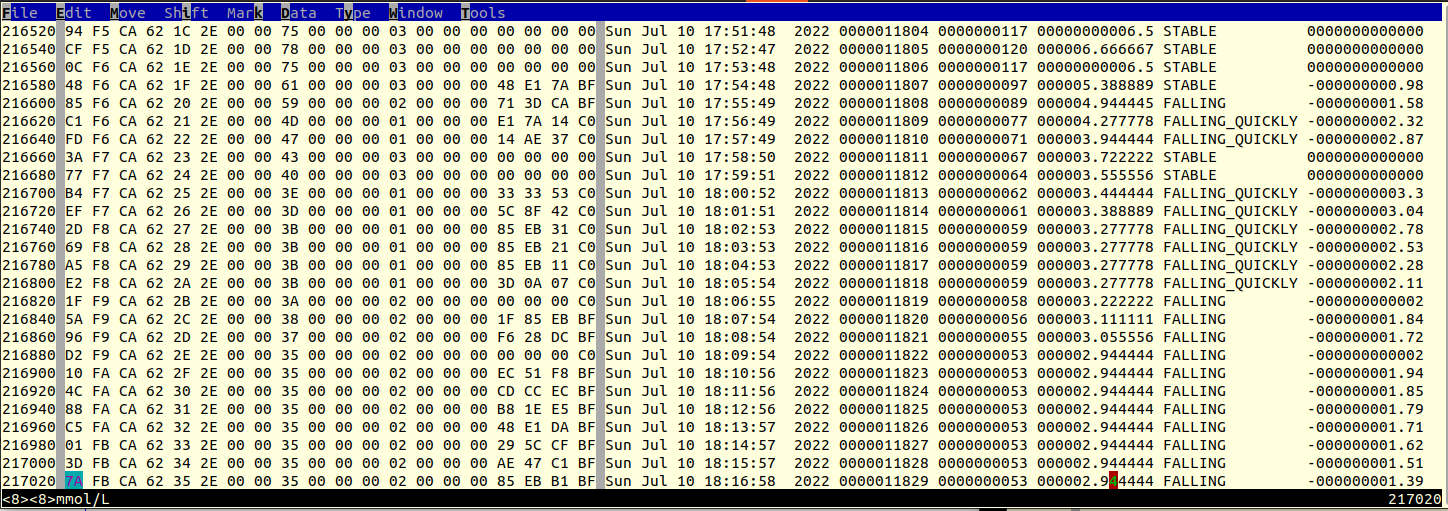 File Edit Move Shift Mark Data Type Window Tools
216520 94 F5 CA 62 1C 2E 00 00 75 00 00 00 03 00 00 00 00 00 00 00 Sun Jul 10 17:51:48 2022 0000011804 0000000117 00000000006.5 STABLE 0000000000000
216540 CF F5 CA 62 1D 2E 00 00 78 00 00 00 03 00 00 00 00 00 00 00 Sun Jul 10 17:52:47 2022 0000011805 0000000120 000006.666667 STABLE 0000000000000
216560 0C F6 CA 62 1E 2E 00 00 75 00 00 00 03 00 00 00 00 00 00 00 Sun Jul 10 17:53:48 2022 0000011806 0000000117 00000000006.5 STABLE 0000000000000
216580 48 F6 CA 62 1F 2E 00 00 61 00 00 00 03 00 00 00 48 E1 7A BF Sun Jul 10 17:54:48 2022 0000011807 0000000097 000005.388889 STABLE -000000000.98
216600 85 F6 CA 62 20 2E 00 00 59 00 00 00 02 00 00 00 71 3D CA BF Sun Jul 10 17:55:49 2022 0000011808 0000000089 000004.944445 FALLING -000000001.58
216620 C1 F6 CA 62 21 2E 00 00 4D 00 00 00 01 00 00 00 E1 7A 14 C0 Sun Jul 10 17:56:49 2022 0000011809 0000000077 000004.277778 FALLING_QUICKLY -000000002.32
216640 FD F6 CA 62 22 2E 00 00 47 00 00 00 01 00 00 00 14 AE 37 C0 Sun Jul 10 17:57:49 2022 0000011810 0000000071 000003.944444 FALLING_QUICKLY -000000002.87
216660 3A F7 CA 62 23 2E 00 00 43 00 00 00 03 00 00 00 00 00 00 00 Sun Jul 10 17:58:50 2022 0000011811 0000000067 000003.722222 STABLE 0000000000000
216680 77 F7 CA 62 24 2E 00 00 40 00 00 00 03 00 00 00 00 00 00 00 Sun Jul 10 17:59:51 2022 0000011812 0000000064 000003.555556 STABLE 0000000000000
216700 B4 F7 CA 62 25 2E 00 00 3E 00 00 00 01 00 00 00 33 33 53 C0 Sun Jul 10 18:00:52 2022 0000011813 0000000062 000003.444444 FALLING_QUICKLY -0000000003.3
216720 EF F7 CA 62 26 2E 00 00 3D 00 00 00 01 00 00 00 5C 8F 42 C0 Sun Jul 10 18:01:51 2022 0000011814 0000000061 000003.388889 FALLING_QUICKLY -000000003.04
216740 2D F8 CA 62 27 2E 00 00 3B 00 00 00 01 00 00 00 85 EB 31 C0 Sun Jul 10 18:02:53 2022 0000011815 0000000059 000003.277778 FALLING_QUICKLY -000000002.78
216760 69 F8 CA 62 28 2E 00 00 3B 00 00 00 01 00 00 00 85 EB 21 C0 Sun Jul 10 18:03:53 2022 0000011816 0000000059 000003.277778 FALLING_QUICKLY -000000002.53
216780 A5 F8 CA 62 29 2E 00 00 3B 00 00 00 01 00 00 00 85 EB 11 C0 Sun Jul 10 18:04:53 2022 0000011817 0000000059 000003.277778 FALLING_QUICKLY -000000002.28
216800 E2 F8 CA 62 2A 2E 00 00 3B 00 00 00 01 00 00 00 3D 0A 07 C0 Sun Jul 10 18:05:54 2022 0000011818 0000000059 000003.277778 FALLING_QUICKLY -000000002.11
216820 1F F9 CA 62 2B 2E 00 00 3A 00 00 00 02 00 00 00 00 00 00 C0 Sun Jul 10 18:06:55 2022 0000011819 0000000058 000003.222222 FALLING -000000000002
216840 5A F9 CA 62 2C 2E 00 00 38 00 00 00 02 00 00 00 1F 85 EB BF Sun Jul 10 18:07:54 2022 0000011820 0000000056 000003.111111 FALLING -000000001.84
216860 96 F9 CA 62 2D 2E 00 00 37 00 00 00 02 00 00 00 F6 28 DC BF Sun Jul 10 18:08:54 2022 0000011821 0000000055 000003.055556 FALLING -000000001.72
216880 D2 F9 CA 62 2E 2E 00 00 35 00 00 00 02 00 00 00 00 00 00 C0 Sun Jul 10 18:09:54 2022 0000011822 0000000053 000002.944444 FALLING -000000000002
216900 10 FA CA 62 2F 2E 00 00 35 00 00 00 02 00 00 00 EC 51 F8 BF Sun Jul 10 18:10:56 2022 0000011823 0000000053 000002.944444 FALLING -000000001.94
216920 4C FA CA 62 30 2E 00 00 35 00 00 00 02 00 00 00 CD CC EC BF Sun Jul 10 18:11:56 2022 0000011824 0000000053 000002.944444 FALLING -000000001.85
216940 88 FA CA 62 31 2E 00 00 35 00 00 00 02 00 00 00 B8 1E E5 BF Sun Jul 10 18:12:56 2022 0000011825 0000000053 000002.944444 FALLING -000000001.79
216960 C5 FA CA 62 32 2E 00 00 35 00 00 00 02 00 00 00 48 E1 DA BF Sun Jul 10 18:13:57 2022 0000011826 0000000053 000002.944444 FALLING -000000001.71
216980 01 FB CA 62 33 2E 00 00 35 00 00 00 02 00 00 00 29 5C CF BF Sun Jul 10 18:14:57 2022 0000011827 0000000053 000002.944444 FALLING -000000001.62
217000 3D FB CA 62 34 2E 00 00 35 00 00 00 02 00 00 00 AE 47 C1 BF Sun Jul 10 18:15:57 2022 0000011828 0000000053 000002.944444 FALLING -000000001.51
217020 7A FB CA 62 35 2E 00 00 35 00 00 00 02 00 00 00 85 EB B1 BF Sun Jul 10 18:16:58 2022 0000011829 0000000053 000002.944444 FALLING -000000001.39
<8><8>mmol/L 217020